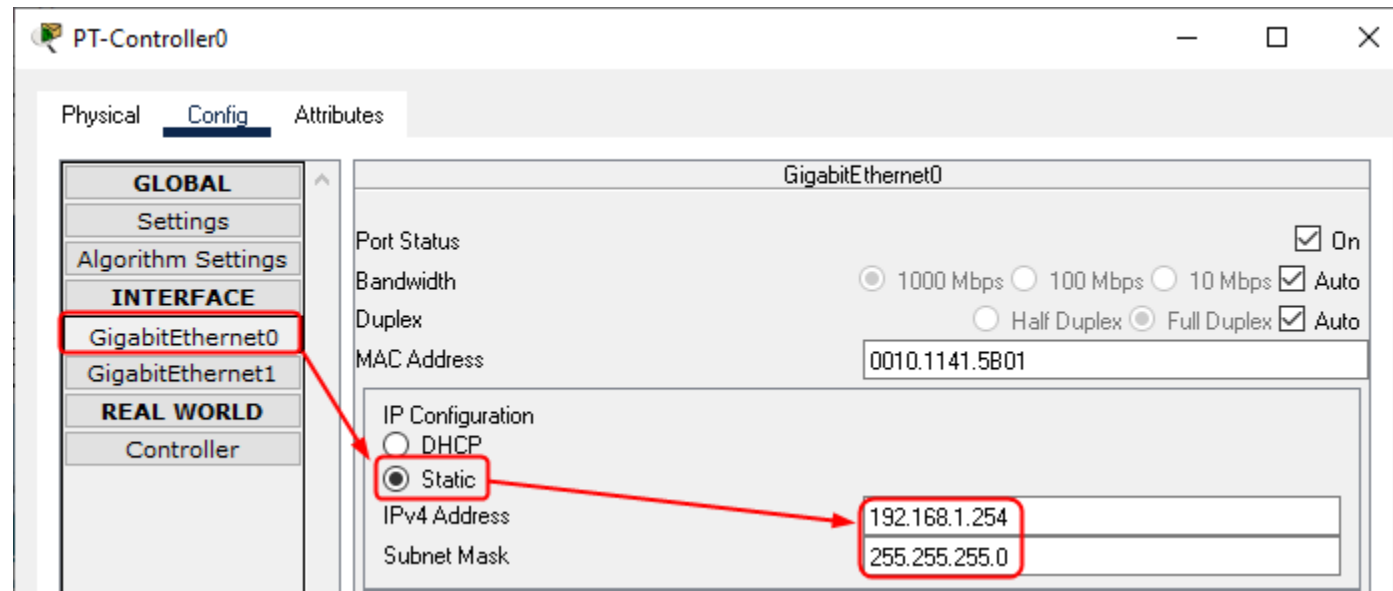 PT-Controller0
Physical Config Attributes
GLOBAL
Settings
Algorithm Settings
INTERFACE
GigabitEthernet0
GigabitEthernet1
REAL WORLD
Controller
GigabitEthernet0
Port Status On
Bandwidth 1000 Mbps 100 Mbps 10 Mbps Auto
Duplex Half Duplex Full Duplex Auto
MAC Address 0010.1141.5B01
IP Configuration
DHCP
Static
IPv4 Address 192.168.1.254
Subnet Mask 255.255.255.0